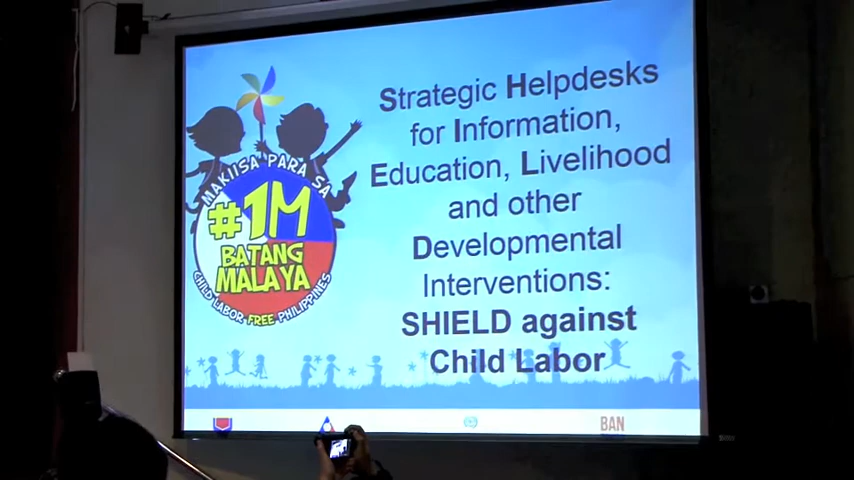 MAKIISA PARA SA
#1M
BATANG
MALAYA
CHILD LABOR FREE PHILIPPINES
Strategic Helpdesks
for Information,
Education, Livelihood
and other
Developmental
Interventions:
SHIELD against
Child Labor
BAN